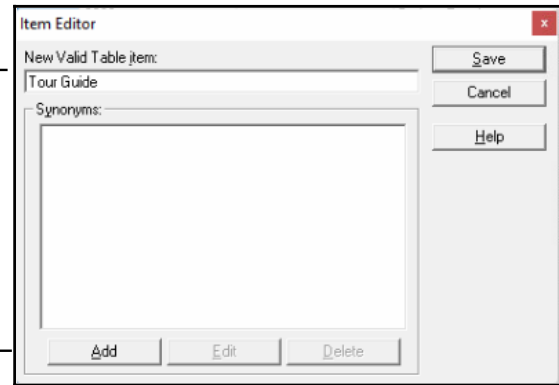 Item Editor
x
New Valid Table item:
Tour Guide
Synonyms:
Save
Cancel
Help
Add
Edit
Delete